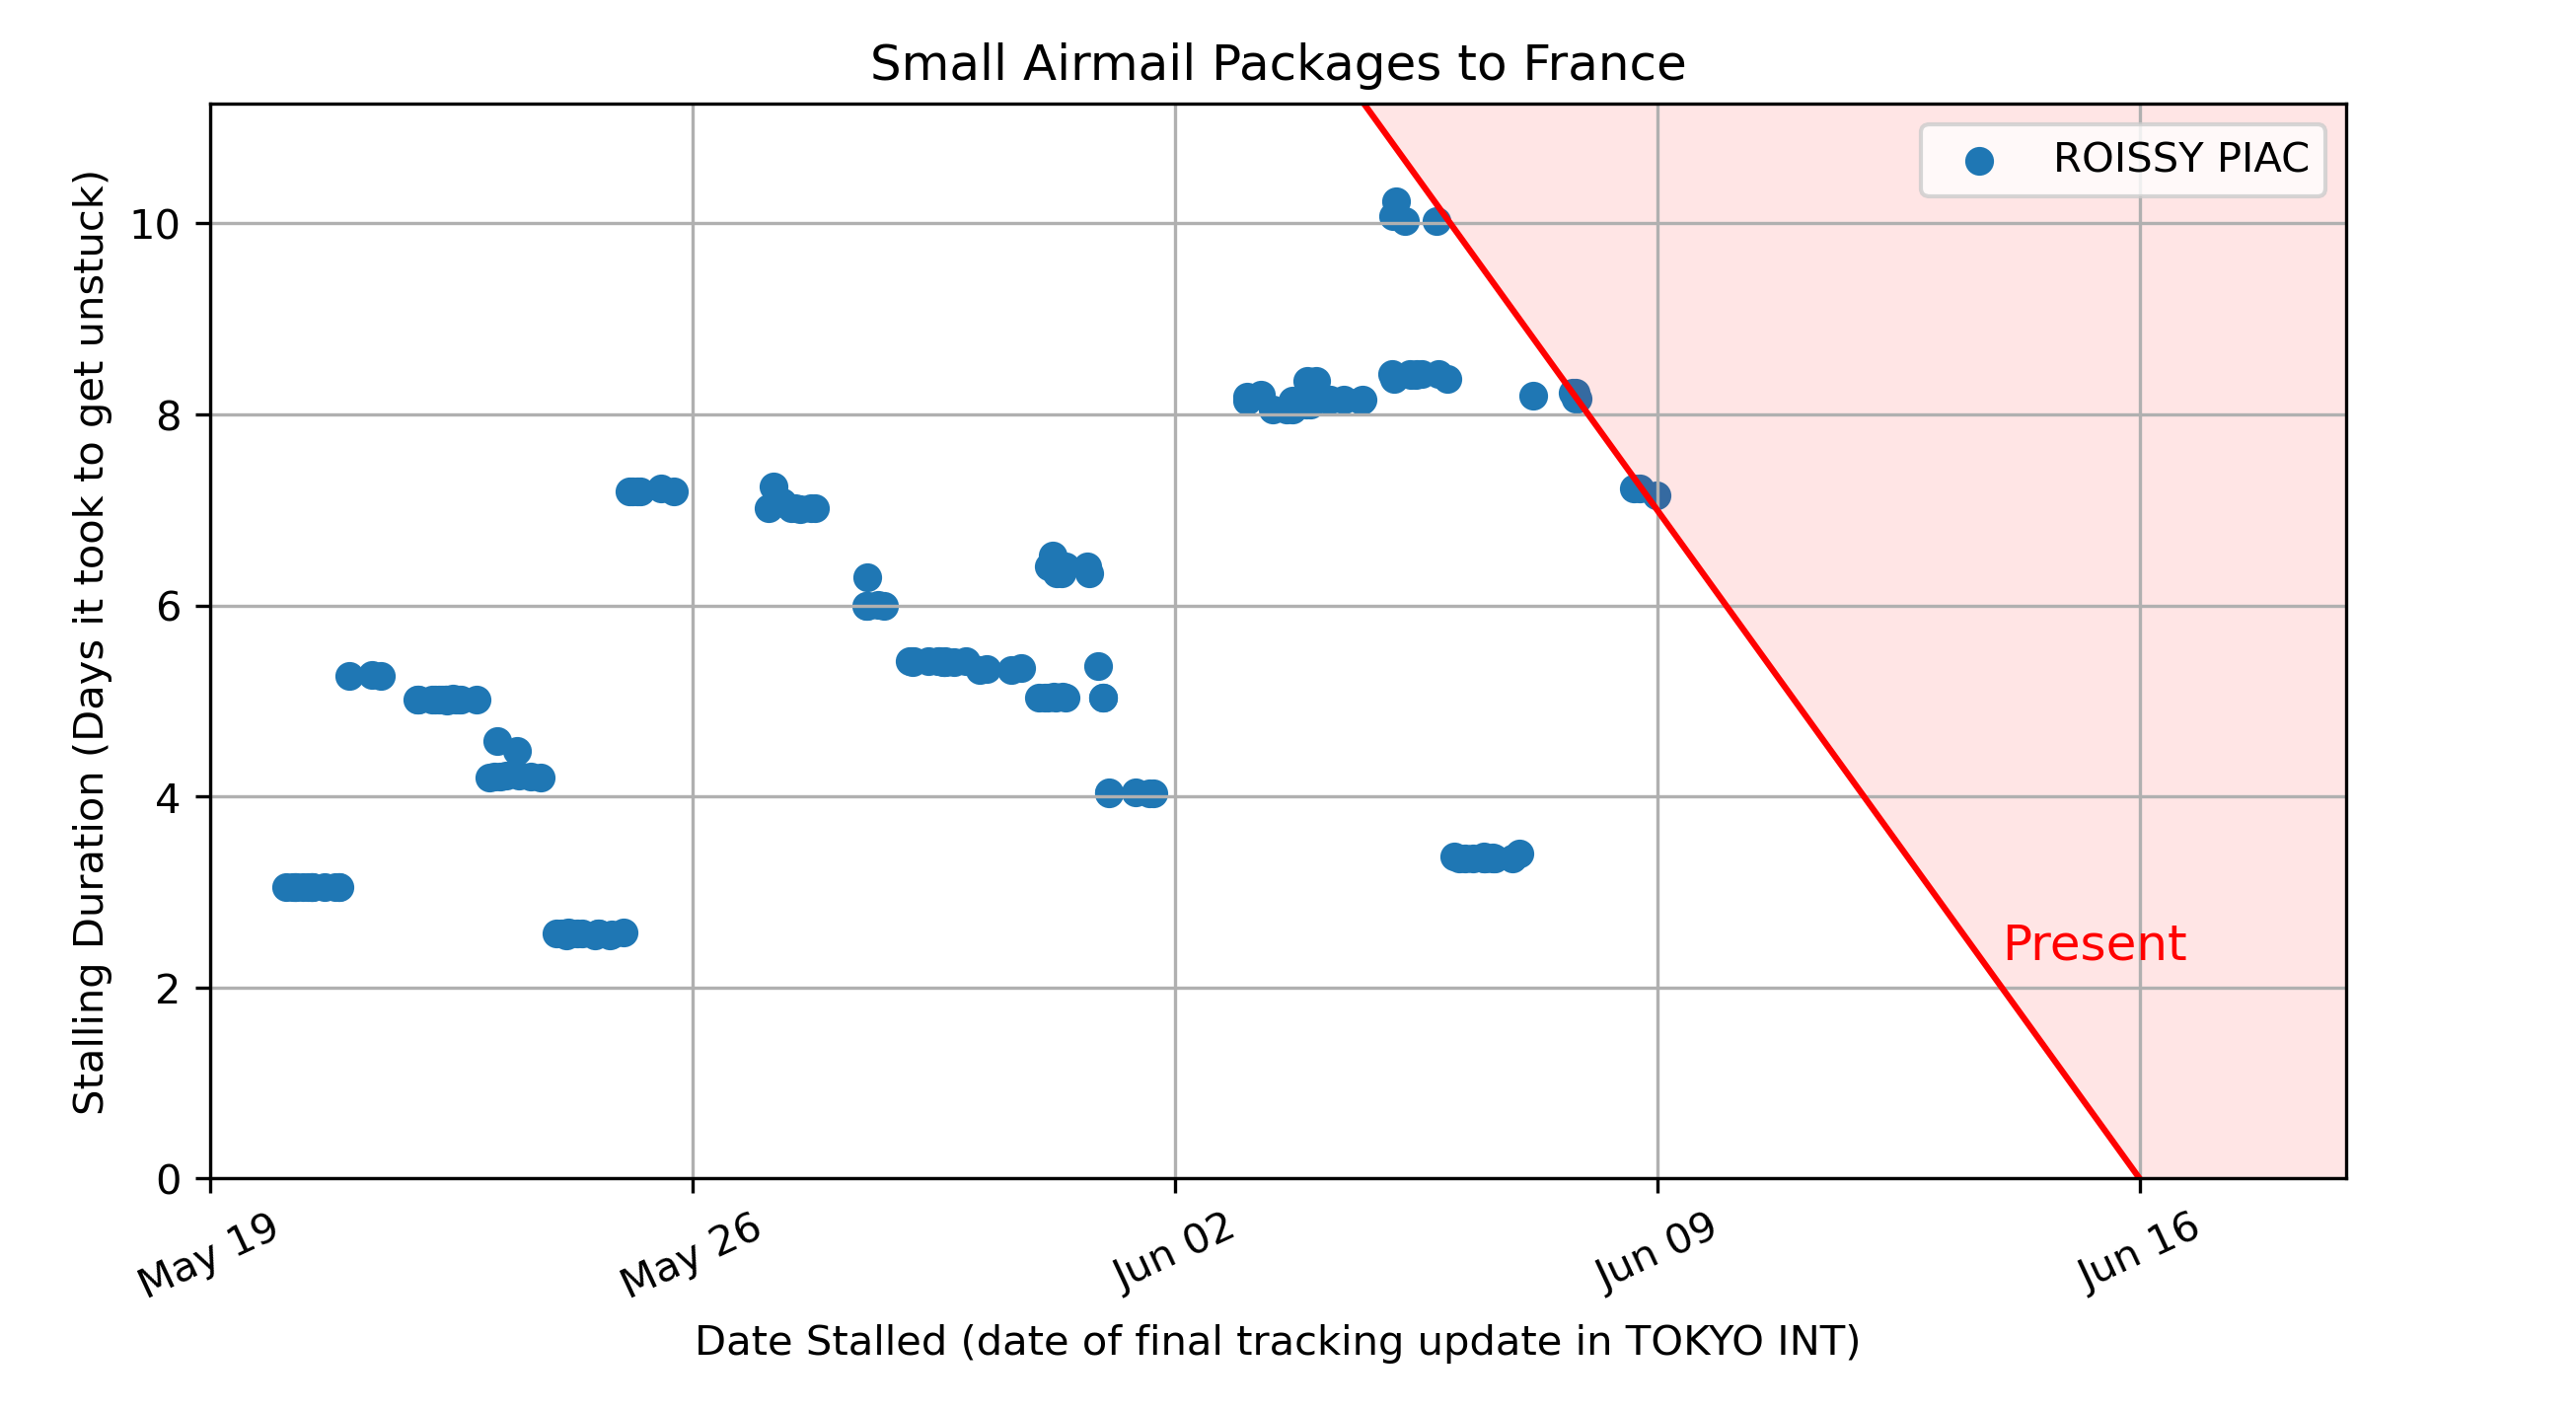 Small Airmail Packages to France
ROISSY PIAC
Stalling Duration (Days it took to get unstuck)
10
8
6
4
2
0
Present
May 19
May 26
Jun 02
Jun 09
Jun 16
Date Stalled (date of final tracking update in TOKYO INT)